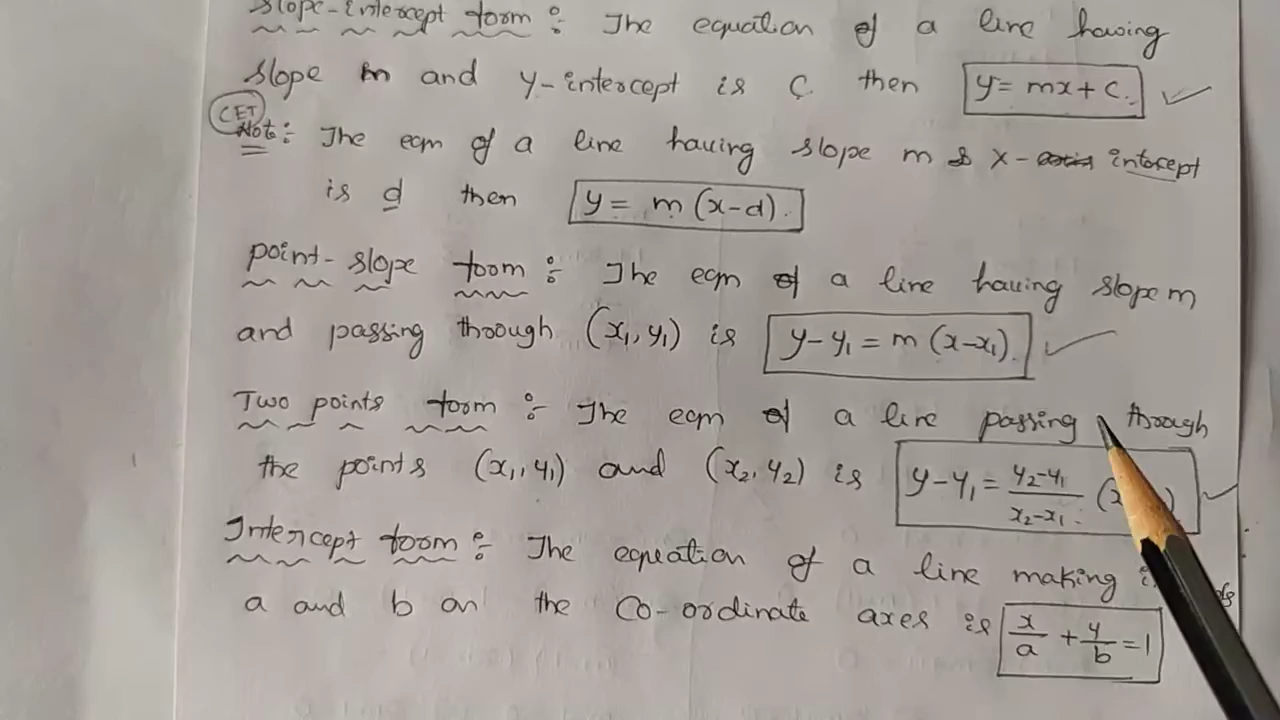 Slope-intercept form :- The equation of a line having
slope m and y-intercept is c then y = mx + c.
CET
Note: The eqn of a line having slope m & x- intercept
is d then y = m (x-d).
point-slope form :- The eqn of a line having slope m
and passing through (x₁, y₁) is y-y₁ = m (x-x₁).
Two points form :- The eqn of a line passing through
the points (x₁, y₁) and (x₂, y₂) is y-y₁ = (y₂-y₁)/(x₂-x₁) (x
Intercept form :- The equation of a line making
a and b on the Co-ordinate axes is x/a + y/b = 1